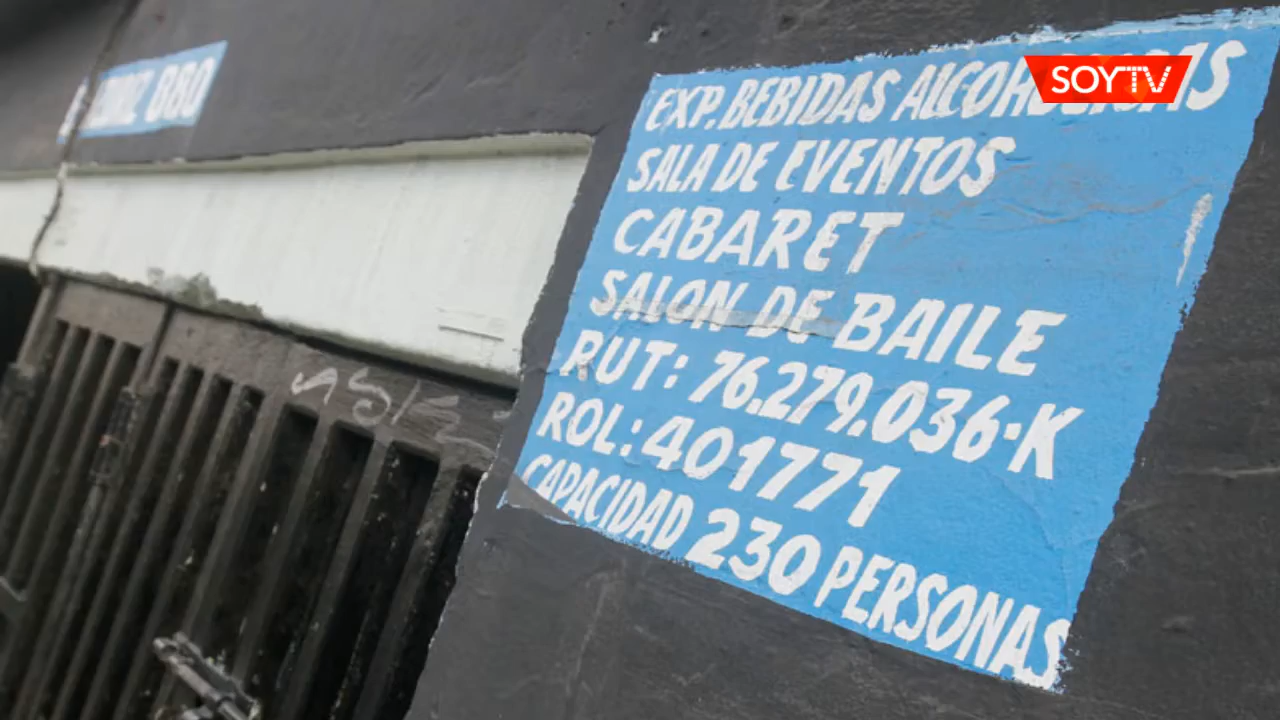 880
SOYTV
EXP. BEBIDAS ALCOHOLICAS
SALA DE EVENTOS
CABARET
SALON DE BAILE
RUT: 76.279.036-K
ROL: 401771
CAPACIDAD 230 PERSONAS